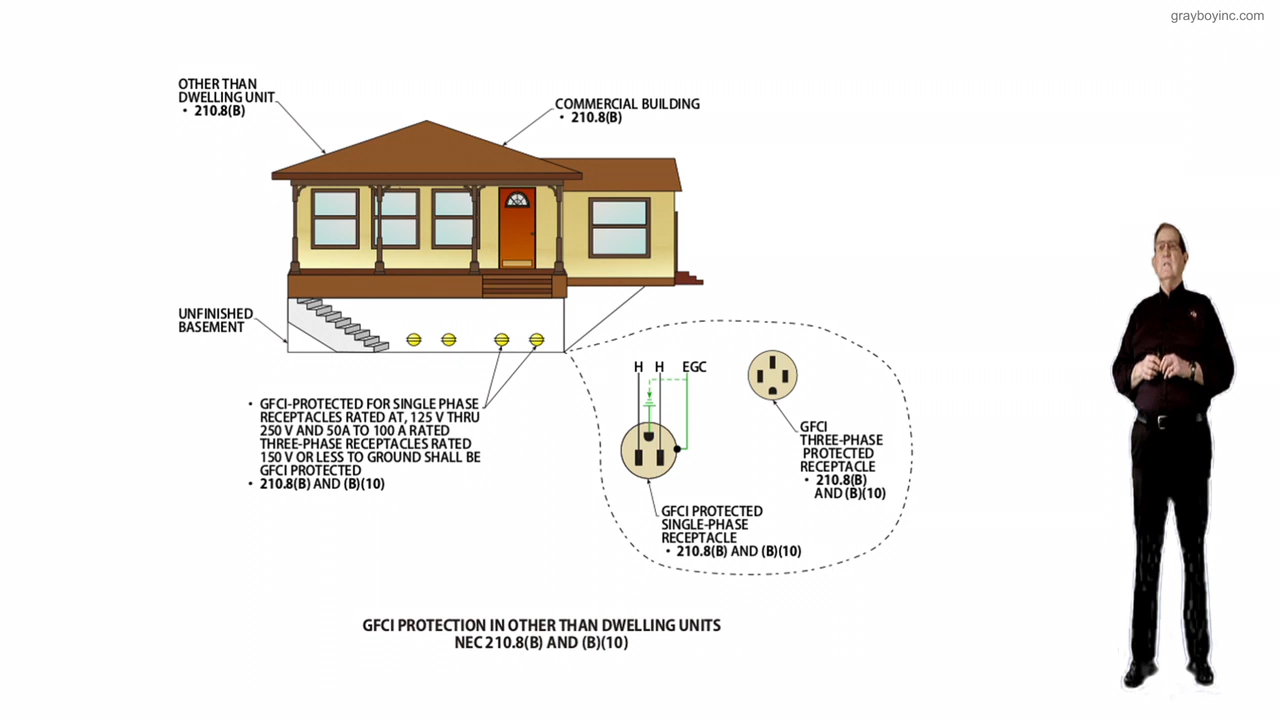 grayboyinc.com
OTHER THAN
DWELLING UNIT
• 210.8(B)
COMMERCIAL BUILDING
• 210.8(B)
UNFINISHED
BASEMENT
• GFCI-PROTECTED FOR SINGLE PHASE
RECEPTACLES RATED AT, 125 V THRU
250 V AND 50A TO 100 A RATED
THREE-PHASE RECEPTACLES RATED
150 V OR LESS TO GROUND SHALL BE
GFCI PROTECTED
• 210.8(B) AND (B)(10)
H H EGC
GFCI
THREE-PHASE
PROTECTED
RECEPTACLE
• 210.8(B)
AND (B)(10)
GFCI PROTECTED
SINGLE-PHASE
RECEPTACLE
• 210.8(B) AND (B)(10)
GFCI PROTECTION IN OTHER THAN DWELLING UNITS
NEC 210.8(B) AND (B)(10)